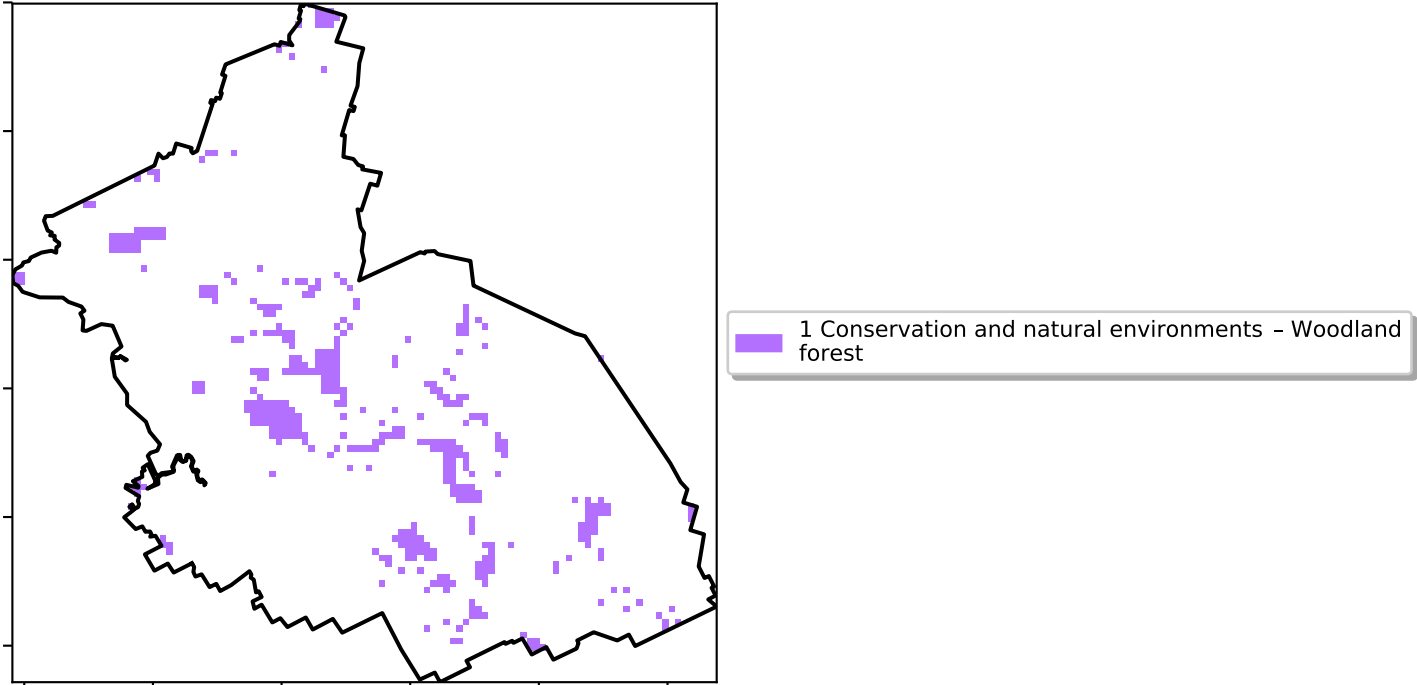 1 Conservation and natural environments – Woodland
forest